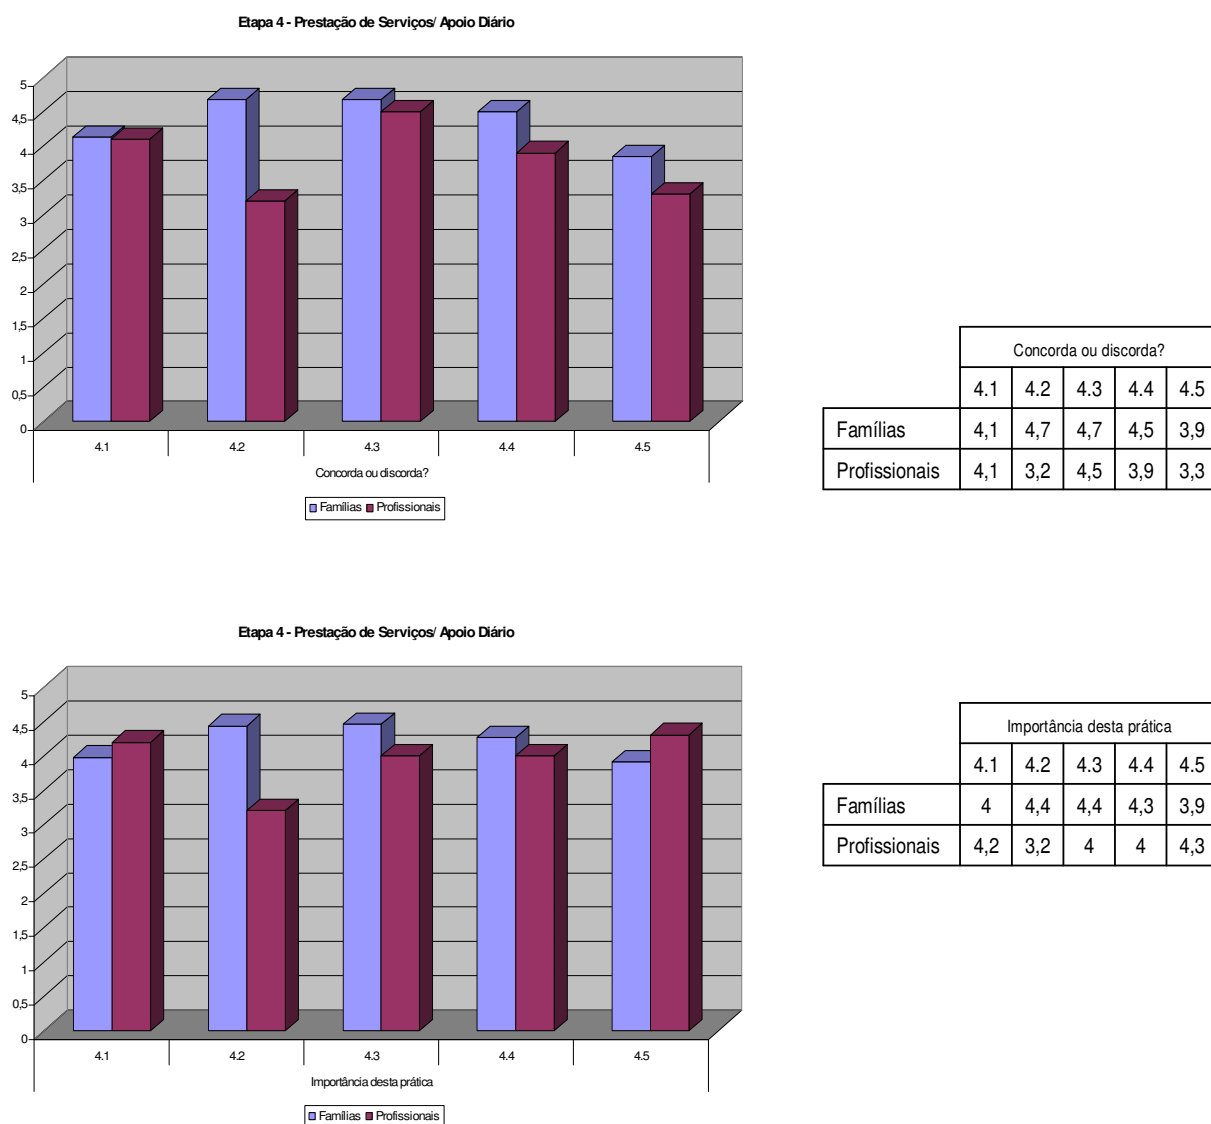 Etapa 4 - Prestação de Serviços/ Apoio Diário
5
4,5
4
3,5
3
2,5
2
1,5
1
0,5
0
4.1 4.2 4.3 4.4 4.5
Concorda ou discorda?
Famílias Profissionais
Concorda ou discorda?
4.1 4.2 4.3 4.4 4.5
Famílias 4,1 4,7 4,7 4,5 3,9
Profissionais 4,1 3,2 4,5 3,9 3,3
Etapa 4 - Prestação de Serviços/ Apoio Diário
5
4,5
4
3,5
3
2,5
2
1,5
1
0,5
0
4.1 4.2 4.3 4.4 4.5
Importância desta prática
Famílias Profissionais
Importância desta prática
4.1 4.2 4.3 4.4 4.5
Famílias 4 4,4 4,4 4,3 3,9
Profissionais 4,2 3,2 4 4 4,3